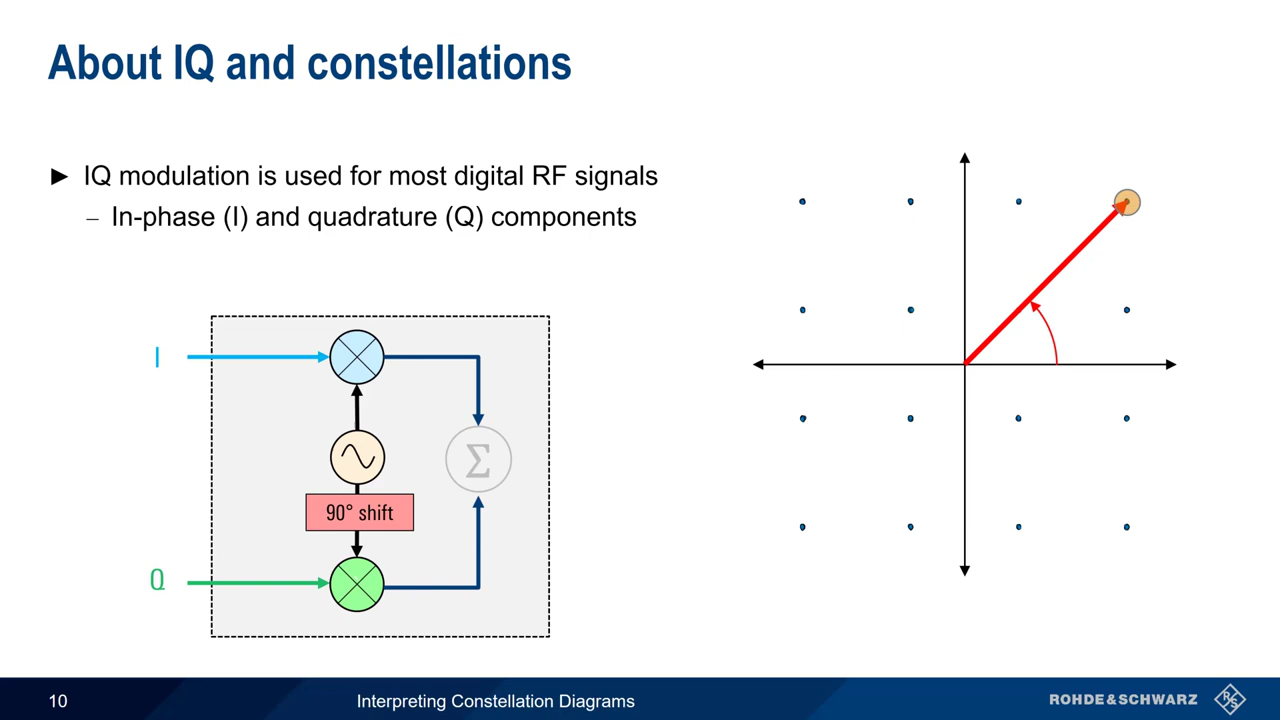 About IQ and constellations
► IQ modulation is used for most digital RF signals
– In-phase (I) and quadrature (Q) components
I
Σ
90° shift
Q
10
Interpreting Constellation Diagrams
ROHDE & SCHWARZ
RS